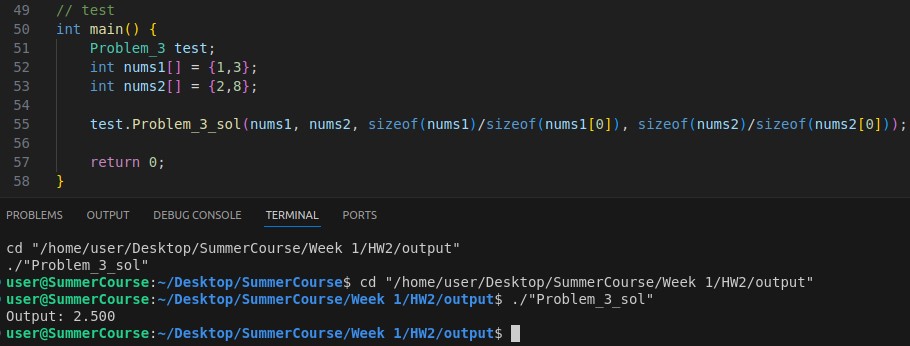 49 // test
50 int main() {
51 Problem_3 test;
52 int nums1[] = {1,3};
53 int nums2[] = {2,8};
54
55 test.Problem_3_sol(nums1, nums2, sizeof(nums1)/sizeof(nums1[0]), sizeof(nums2)/sizeof(nums2[0]));
56
57 return 0;
58 }
PROBLEMS OUTPUT DEBUG CONSOLE TERMINAL PORTS
cd "/home/user/Desktop/SummerCourse/Week 1/HW2/output"
./"Problem_3_sol"
user@SummerCourse:~/Desktop/SummerCourse$ cd "/home/user/Desktop/SummerCourse/Week 1/HW2/output"
user@SummerCourse:~/Desktop/SummerCourse/Week 1/HW2/output$ ./"Problem_3_sol"
Output: 2.500
user@SummerCourse:~/Desktop/SummerCourse/Week 1/HW2/output$